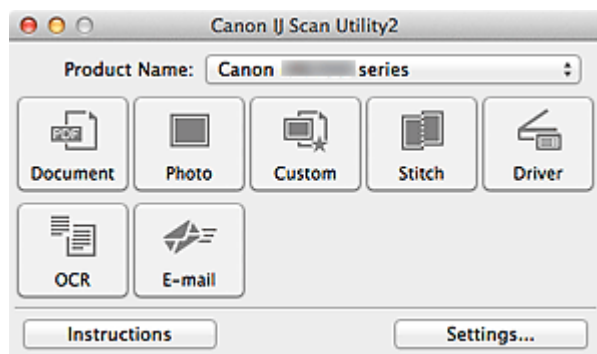 Canon IJ Scan Utility2
Product Name: Canon series
PDF
Document Photo Custom Stitch Driver
OCR E-mail
Instructions Settings...